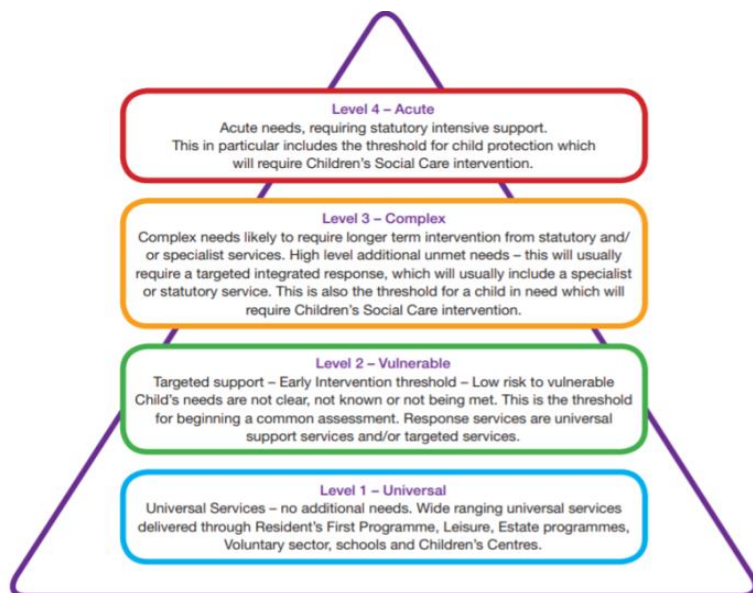 Level 4 – Acute
Acute needs, requiring statutory intensive support.
This in particular includes the threshold for child protection which
will require Children's Social Care intervention.
Level 3 – Complex
Complex needs likely to require longer term intervention from statutory and/
or specialist services. High level additional unmet needs – this will usually
require a targeted integrated response, which will usually include a specialist
or statutory service. This is also the threshold for a child in need which will
require Children's Social Care intervention.
Level 2 – Vulnerable
Targeted support – Early Intervention threshold – Low risk to vulnerable
Child's needs are not clear, not known or not being met. This is the threshold
for beginning a common assessment. Response services are universal
support services and/or targeted services.
Level 1 – Universal
Universal Services – no additional needs. Wide ranging universal services
delivered through Resident's First Programme, Leisure, Estate programmes,
Voluntary sector, schools and Children's Centres.